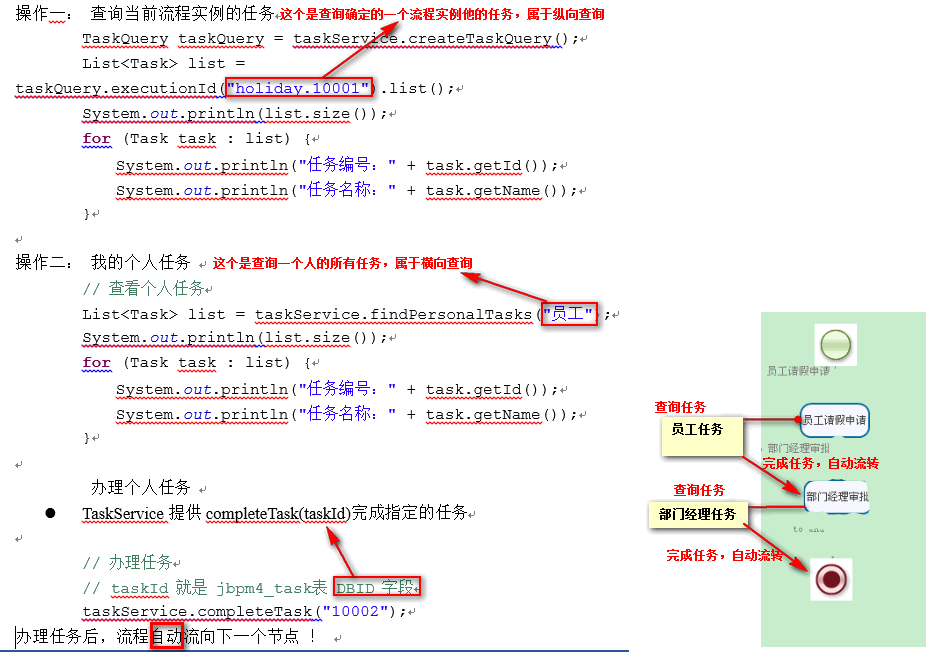 操作一： 查询当前流程实例的任务 这个是查询确定的一个流程实例他的任务，属于纵向查询
TaskQuery taskQuery = taskService.createTaskQuery();
List<Task> list =
taskQuery.executionId("holiday.10001").list();
System.out.println(list.size());
for (Task task : list) {
System.out.println("任务编号：" + task.getId());
System.out.println("任务名称：" + task.getName());
}
操作二： 我的个人任务 这个是查询一个人的所有任务，属于横向查询
// 查看个人任务
List<Task> list = taskService.findPersonalTasks("员工");
System.out.println(list.size());
for (Task task : list) {
System.out.println("任务编号：" + task.getId());
System.out.println("任务名称：" + task.getName());
}
办理个人任务
● TaskService 提供 completeTask(taskId)完成指定的任务
// 办理任务
// taskId 就是 jbpm4_task表 DBID 字段
taskService.completeTask("10002");
办理任务后，流程自动流向下一个节点 ！
员工请假申请
查询任务
员工任务
员工请假申请
部门经理审批
完成任务，自动流转
查询任务
部门经理任务
部门经理审批
to end
完成任务，自动流转